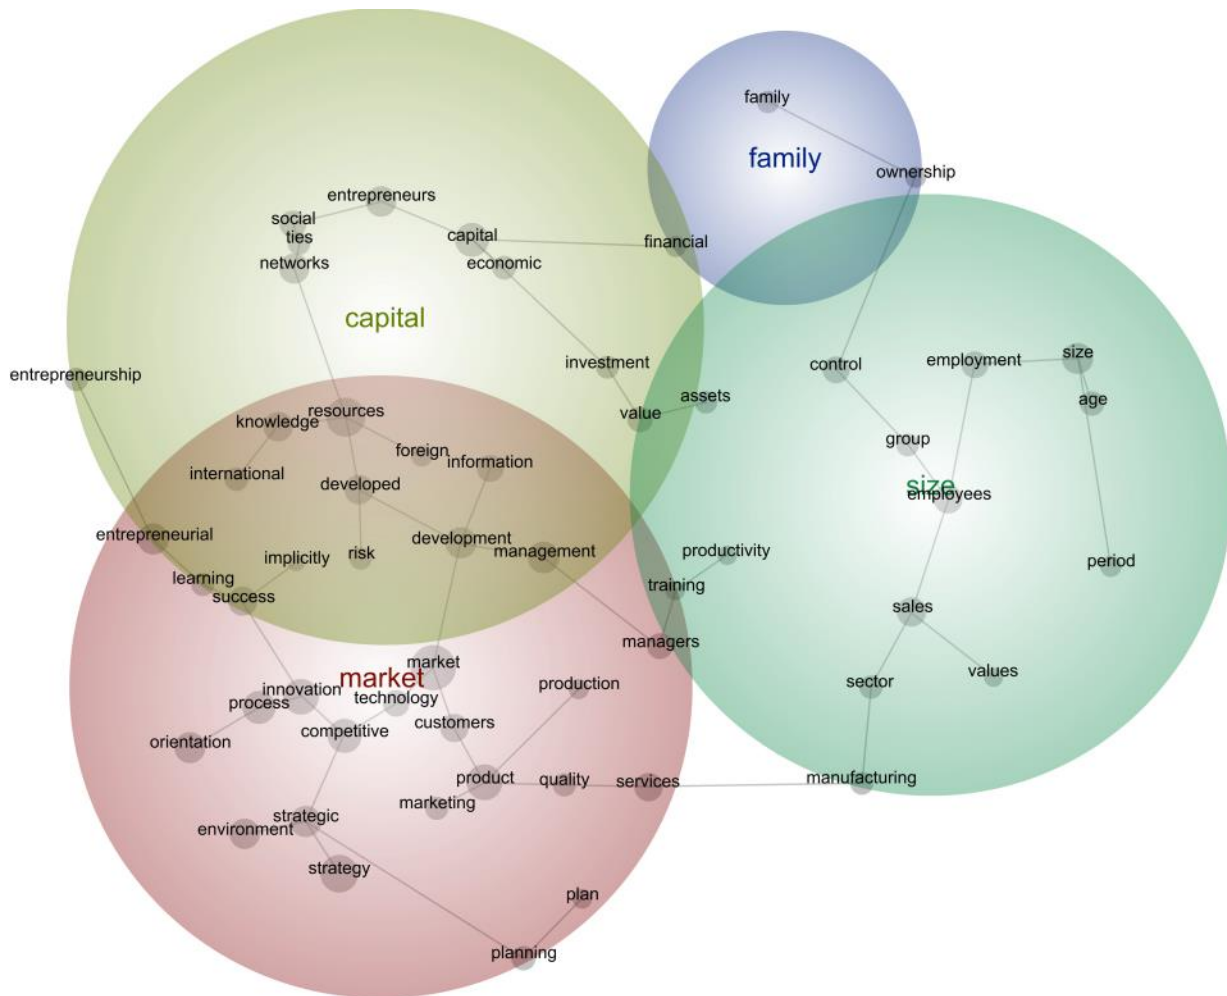 family
family
ownership
entrepreneurs
social
ties
networks
capital
economic
financial
capital
entrepreneurship
investment
value
assets
control
employment
size
age
group
size
employees
period
knowledge
resources
foreign
information
international
developed
entrepreneurial
development
management
implicitly
risk
learning
success
productivity
training
managers
sales
values
sector
manufacturing
market
market
innovation
technology
process
production
orientation
competitive
customers
product
quality
services
marketing
strategic
environment
strategy
plan
planning